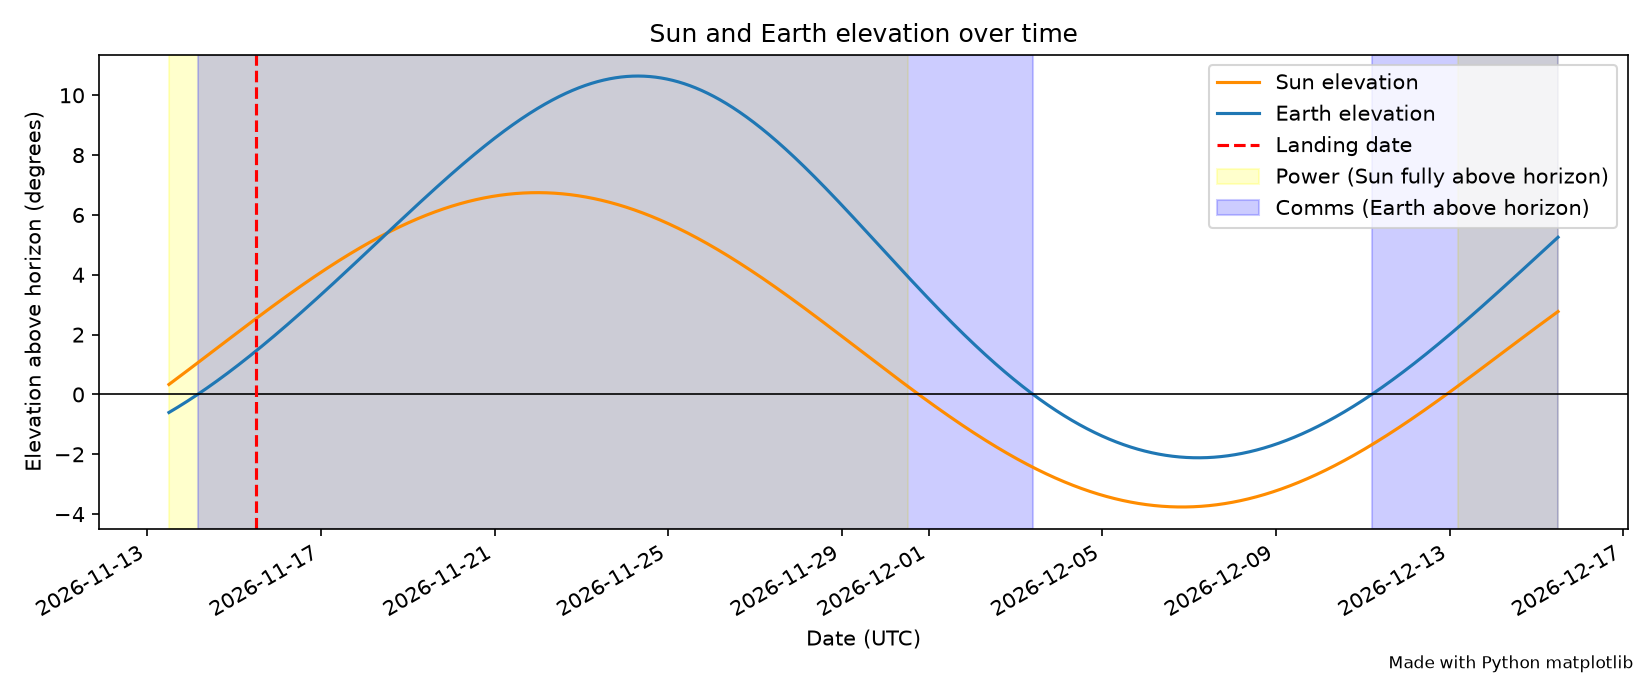 Sun and Earth elevation over time
Elevation above horizon (degrees)
10
8
6
4
2
0
−2
−4
Sun elevation
Earth elevation
Landing date
Power (Sun fully above horizon)
Comms (Earth above horizon)
2026-11-13
2026-11-17
2026-11-21
2026-11-25
2026-11-29
2026-12-01
2026-12-05
2026-12-09
2026-12-13
2026-12-17
Date (UTC)
Made with Python matplotlib